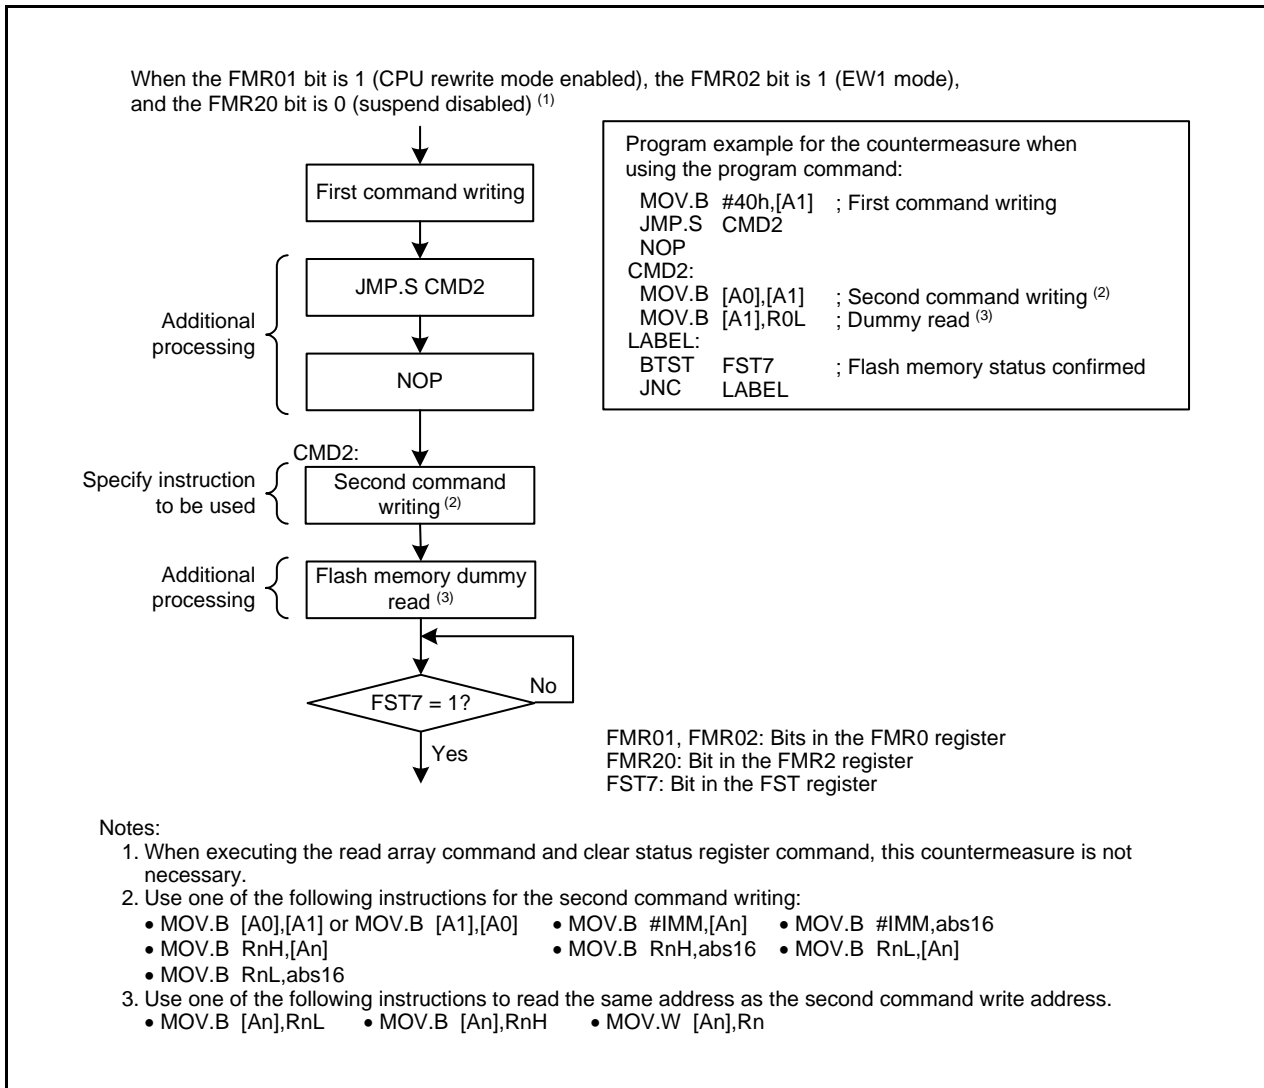 When the FMR01 bit is 1 (CPU rewrite mode enabled), the FMR02 bit is 1 (EW1 mode),
and the FMR20 bit is 0 (suspend disabled) (1)
First command writing
Additional
processing
JMP.S CMD2
NOP
CMD2:
Specify instruction
to be used
Second command
writing (2)
Additional
processing
Flash memory dummy
read (3)
FST7 = 1?
No
Yes
Program example for the countermeasure when
using the program command:
MOV.B #40h,[A1] ; First command writing
JMP.S CMD2
NOP
CMD2:
MOV.B [A0],[A1] ; Second command writing (2)
MOV.B [A1],R0L ; Dummy read (3)
LABEL:
BTST FST7 ; Flash memory status confirmed
JNC LABEL
FMR01, FMR02: Bits in the FMR0 register
FMR20: Bit in the FMR2 register
FST7: Bit in the FST register
Notes:
1. When executing the read array command and clear status register command, this countermeasure is not
necessary.
2. Use one of the following instructions for the second command writing:
• MOV.B [A0],[A1] or MOV.B [A1],[A0] • MOV.B #IMM,[An] • MOV.B #IMM,abs16
• MOV.B RnH,[An] • MOV.B RnH,abs16 • MOV.B RnL,[An]
• MOV.B RnL,abs16
3. Use one of the following instructions to read the same address as the second command write address.
• MOV.B [An],RnL • MOV.B [An],RnH • MOV.W [An],Rn